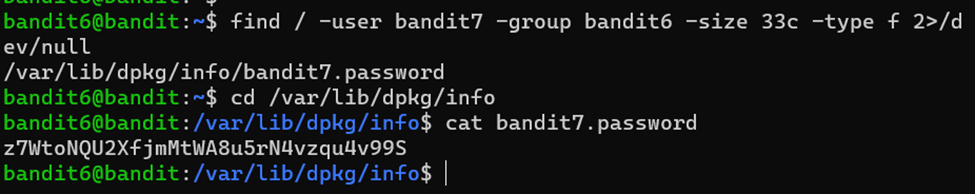 bandit6@bandit:~$ find / -user bandit7 -group bandit6 -size 33c -type f 2>/d
ev/null
/var/lib/dpkg/info/bandit7.password
bandit6@bandit:~$ cd /var/lib/dpkg/info
bandit6@bandit:/var/lib/dpkg/info$ cat bandit7.password
z7WtoNQU2XfjmMtWA8u5rN4vzqu4v99S
bandit6@bandit:/var/lib/dpkg/info$